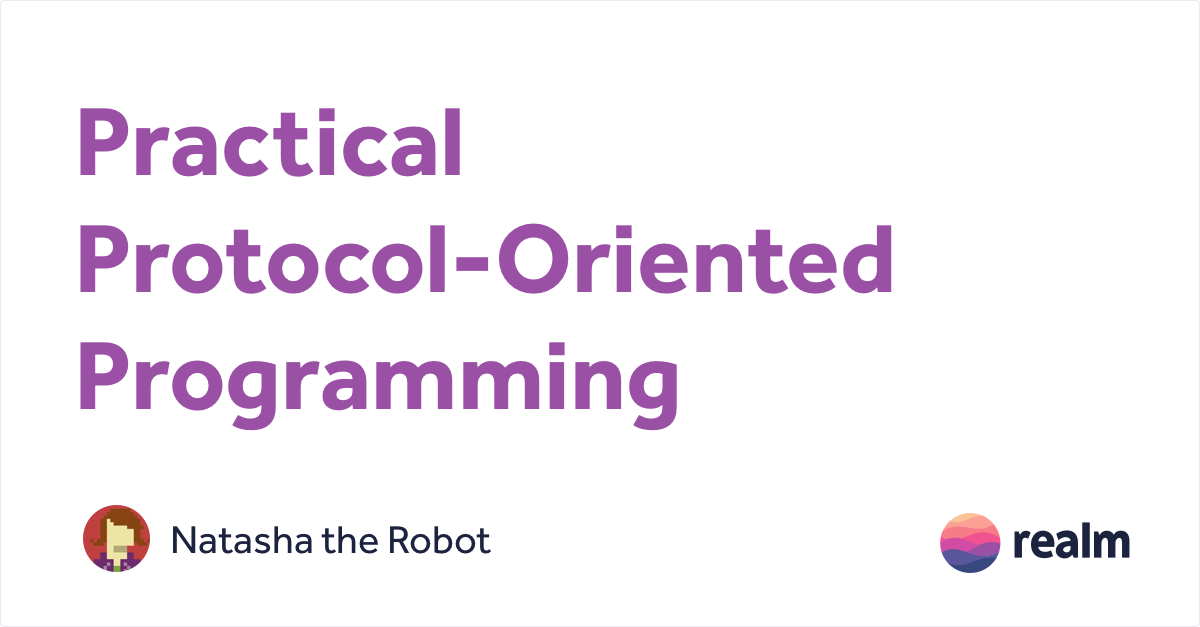 Practical
Protocol-Oriented
Programming
Natasha the Robot
realm